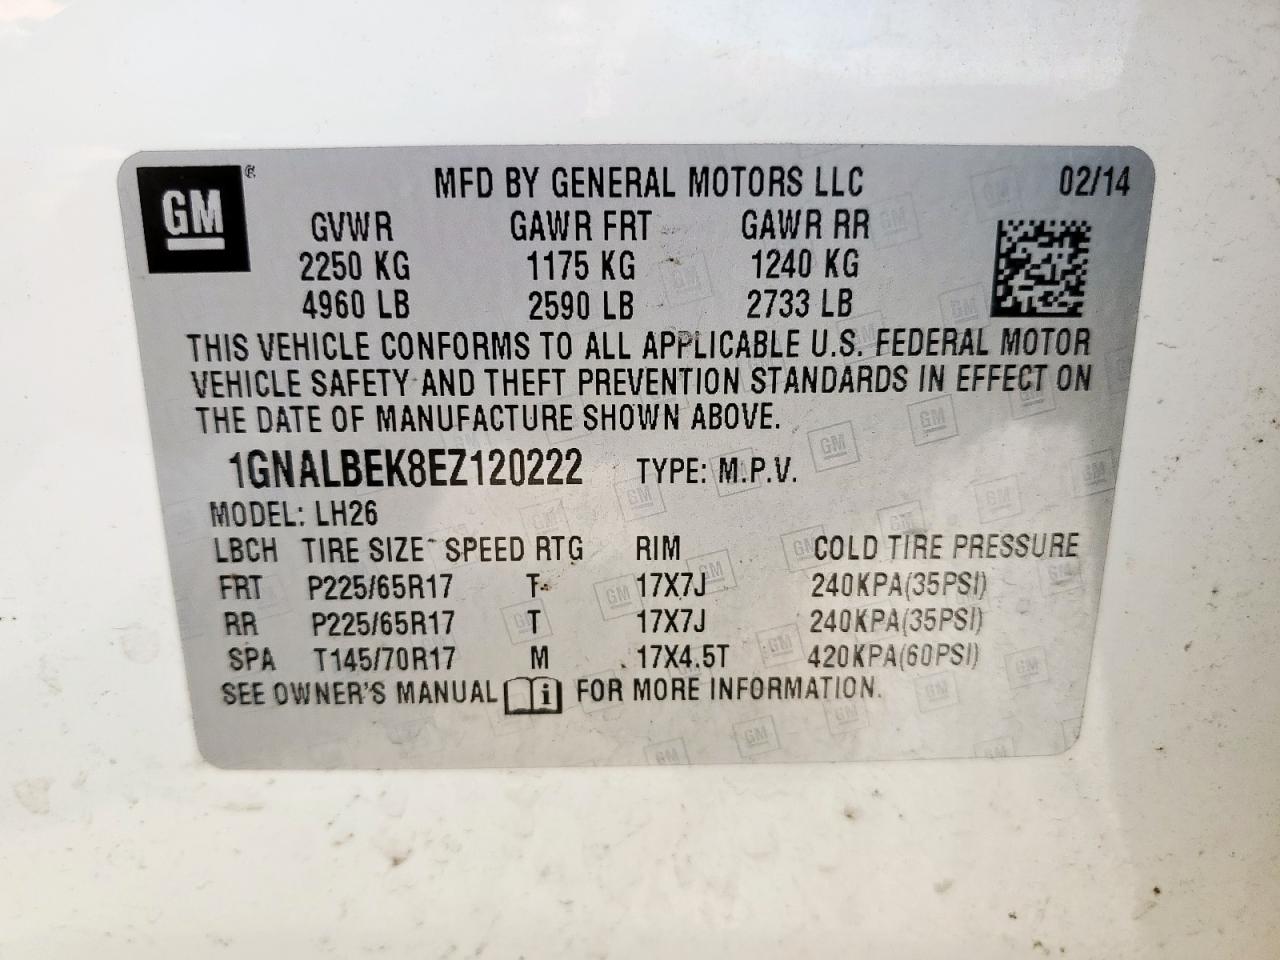 GM ® MFD BY GENERAL MOTORS LLC 02/14
GVWR GAWR FRT GAWR RR
2250 KG 1175 KG 1240 KG
4960 LB 2590 LB 2733 LB
THIS VEHICLE CONFORMS TO ALL APPLICABLE U.S. FEDERAL MOTOR
VEHICLE SAFETY AND THEFT PREVENTION STANDARDS IN EFFECT ON
THE DATE OF MANUFACTURE SHOWN ABOVE.
1GNALBEK8EZ120222 TYPE: M.P.V.
MODEL: LH26
LBCH TIRE SIZE SPEED RTG RIM COLD TIRE PRESSURE
FRT P225/65R17 T 17X7J 240KPA(35PSI)
RR P225/65R17 T 17X7J 240KPA(35PSI)
SPA T145/70R17 M 17X4.5T 420KPA(60PSI)
SEE OWNER'S MANUAL i FOR MORE INFORMATION.